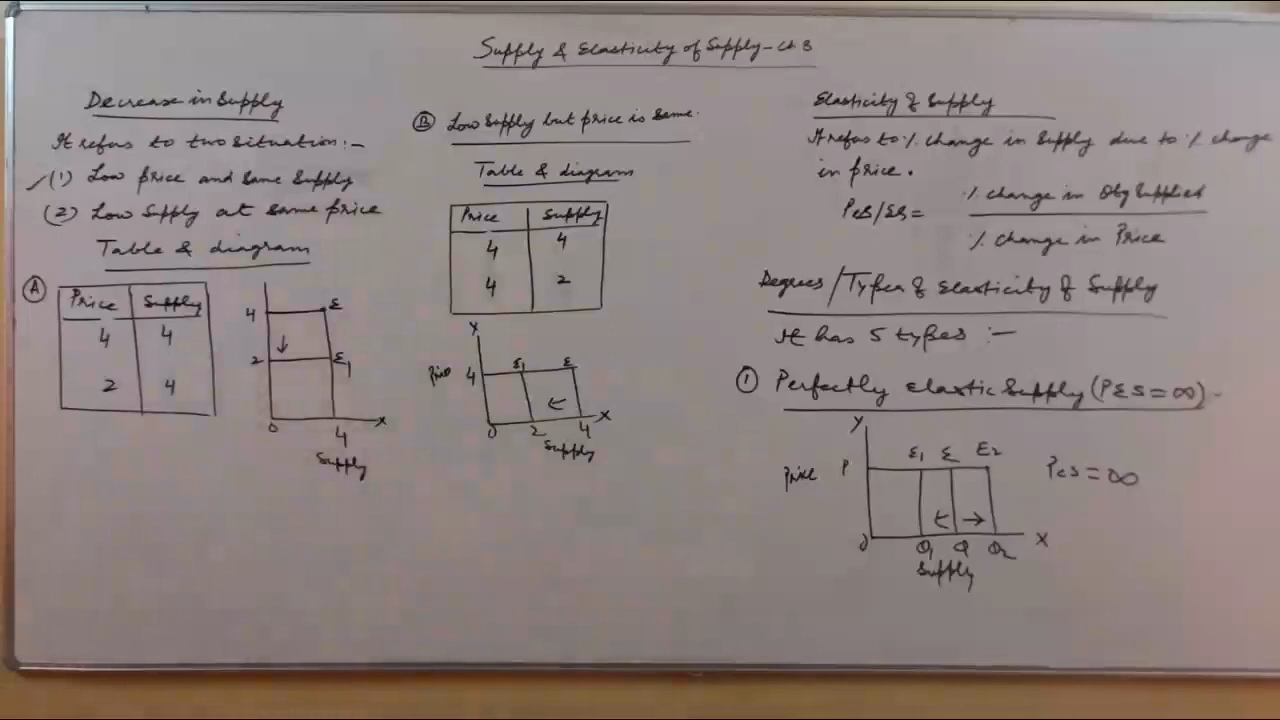 Supply & Elasticity of Supply - Ch 3
Decrease in Supply
It refers to two situation :-
(1) Low price and same supply
(2) Low Supply at same price
Table & diagram
A
Price Supply
4 4
2 4
4 E
2 E1
0 4 X
Supply
B Low Supply but price is same.
Table & diagram
Price Supply
4 4
4 2
Y
Price 4 E1 E
0 2 4 X
Supply
Elasticity of Supply
It refers to % change in Supply due to % change
in price.
PeS/ES = % change in Qty Supplied
% change in Price
Degrees/Types of Elasticity of Supply
It has 5 types :-
1 Perfectly Elastic Supply (PES = ∞) -
Y
E1 E E2
Price P PeS = ∞
0 Q1 Q Q2 X
Supply